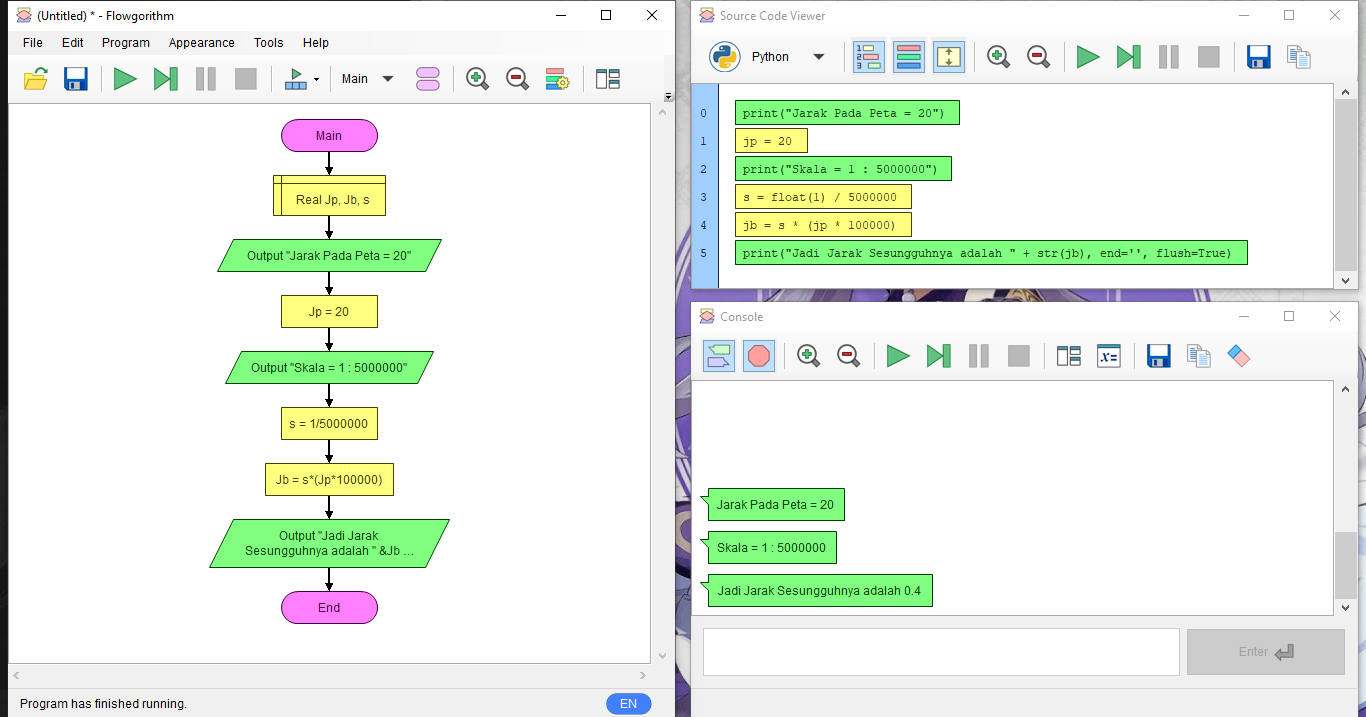 (Untitled) * - Flowgorithm
File Edit Program Appearance Tools Help
Main
Main
Real Jp, Jb, s
Output "Jarak Pada Peta = 20"
Jp = 20
Output "Skala = 1 : 5000000"
s = 1/5000000
Jb = s*(Jp*100000)
Output "Jadi Jarak
Sesungguhnya adalah " &Jb ...
End
Program has finished running.
EN
Source Code Viewer
1
2
3
Python
0 print("Jarak Pada Peta = 20")
1 jp = 20
2 print("Skala = 1 : 5000000")
3 s = float(1) / 5000000
4 jb = s * (jp * 100000)
5 print("Jadi Jarak Sesungguhnya adalah " + str(jb), end='', flush=True)
Console
x=
Jarak Pada Peta = 20
Skala = 1 : 5000000
Jadi Jarak Sesungguhnya adalah 0.4
Enter